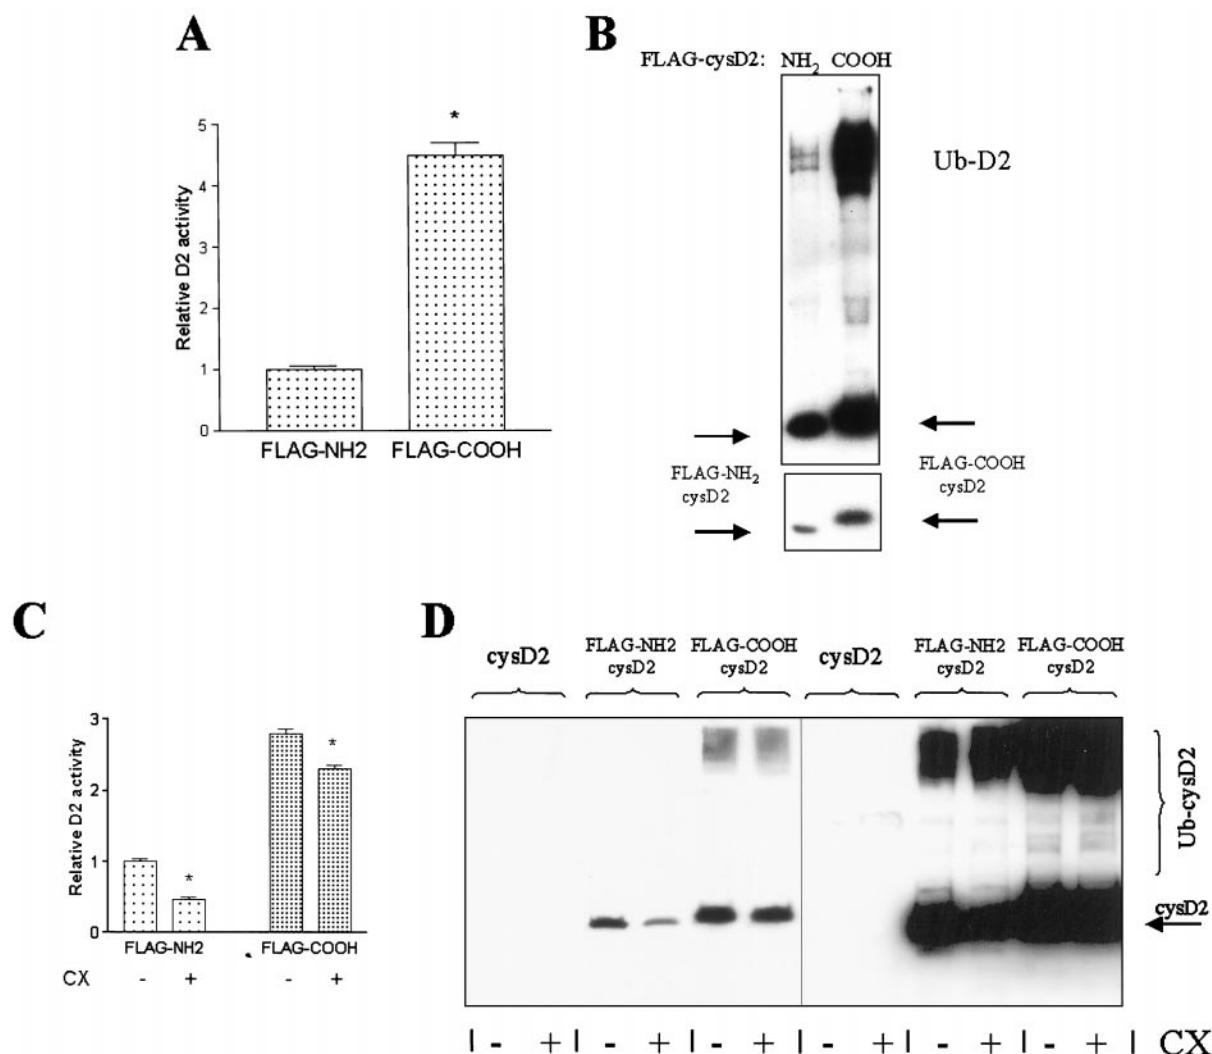 A
5
4
3
2
1
0
Relative D2 activity
*
FLAG-NH2 FLAG-COOH
B
FLAG-cysD2: NH2 COOH
Ub-D2
FLAG-NH2
cysD2
FLAG-COOH
cysD2
C
3
2
1
0
Relative D2 activity
*
*
FLAG-NH2 FLAG-COOH
CX - + - +
D
cysD2 FLAG-NH2 cysD2 FLAG-COOH cysD2 cysD2 FLAG-NH2 cysD2 FLAG-COOH cysD2
Ub-cysD2
cysD2
| - + | - + | - + | - + | - + | - + | CX